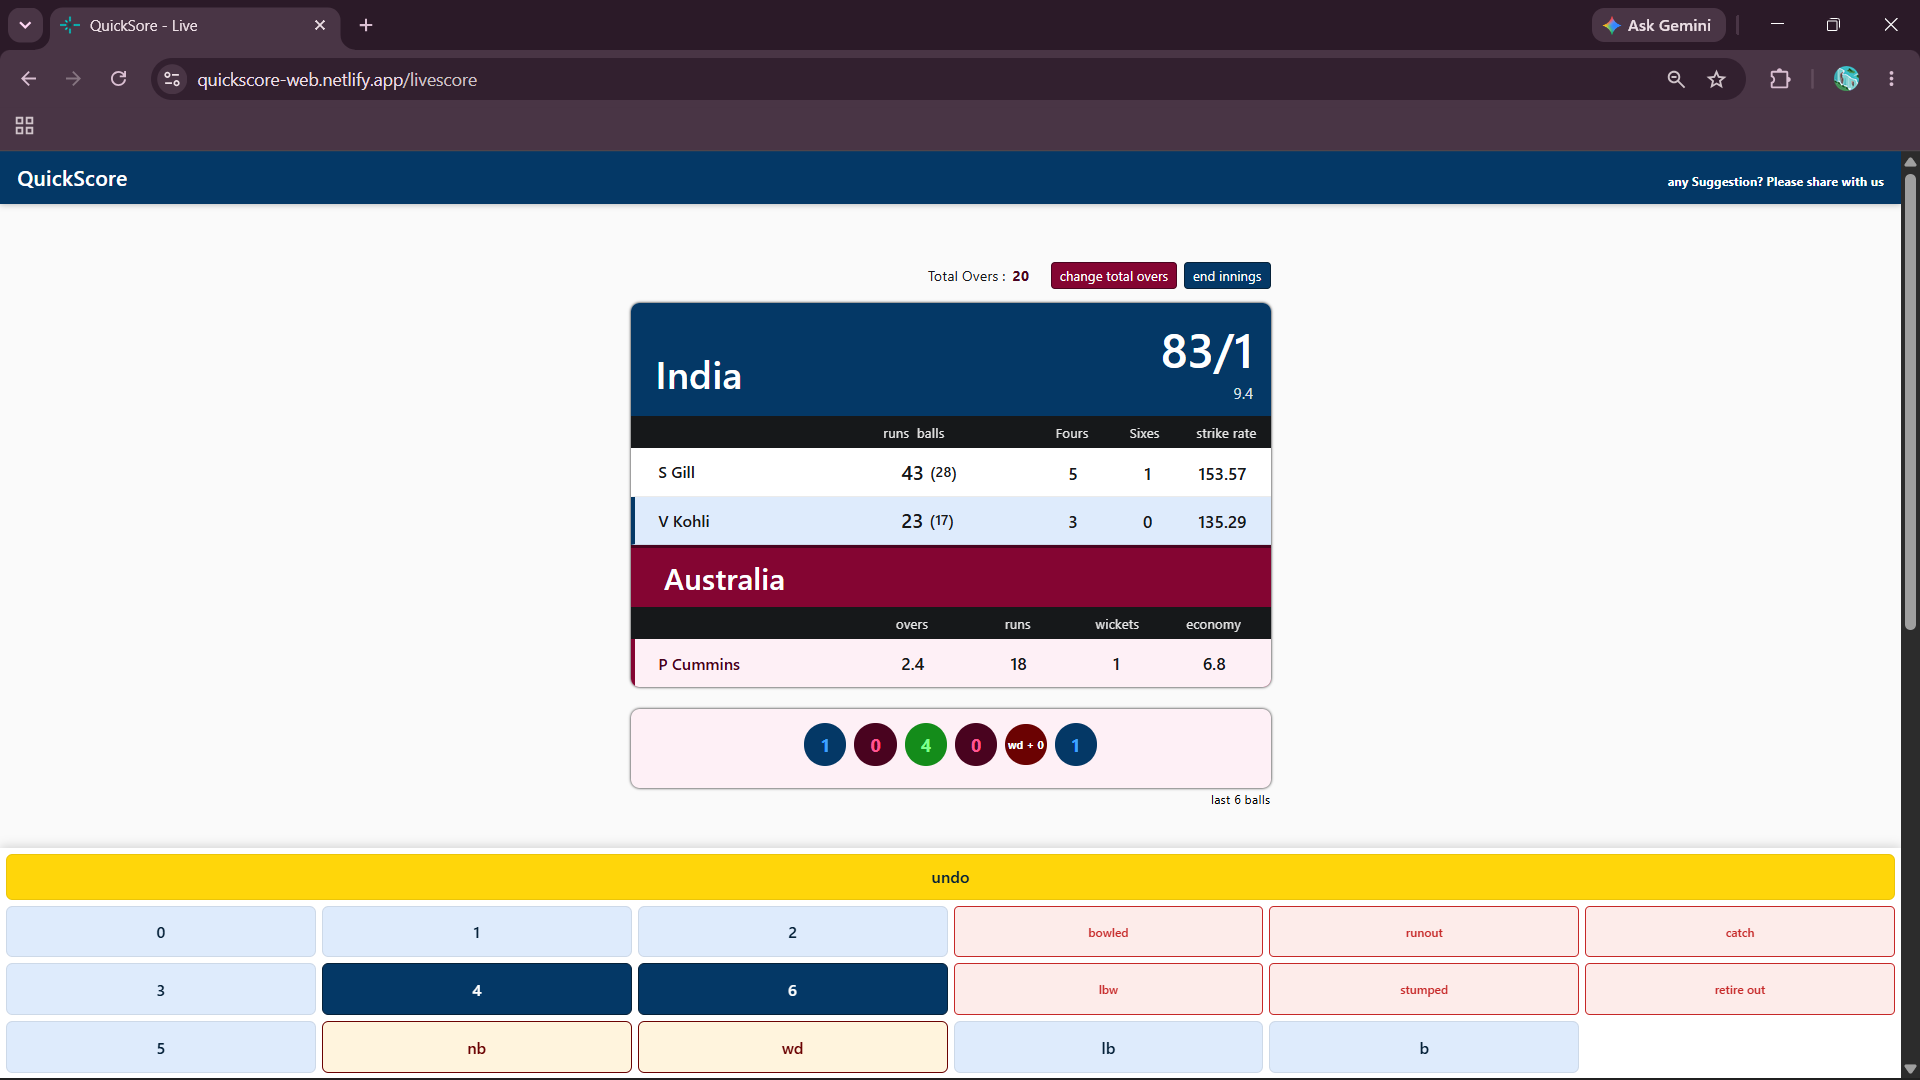 QuickSore - Live
Ask Gemini
quickscore-web.netlify.app/livescore
QuickScore
any Suggestion? Please share with us
Total Overs : 20 change total overs end innings
India 83/1
9.4
runs balls Fours Sixes strike rate
S Gill 43 (28) 5 1 153.57
V Kohli 23 (17) 3 0 135.29
Australia
overs runs wickets economy
P Cummins 2.4 18 1 6.8
1 0 4 0 wd + 0 1
last 6 balls
undo
0 1 2 bowled runout catch
3 4 6 lbw stumped retire out
5 nb wd lb b